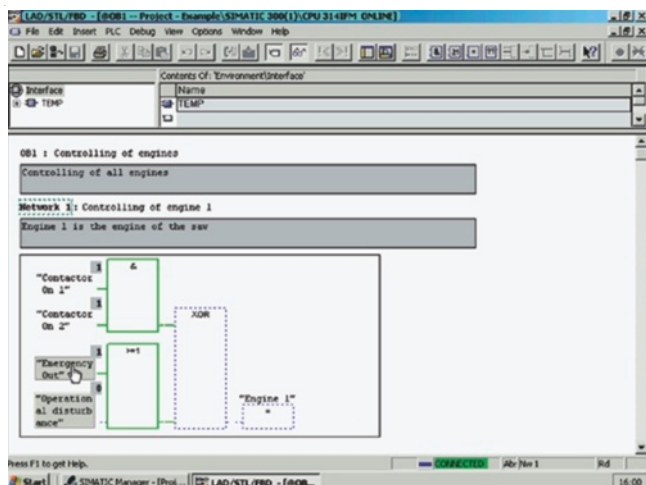 LAD/STL/FBD - [@OB1 -- Project - Example\SIMATIC 300(1)\CPU 314IFM ONLINE]
File Edit Insert PLC Debug View Options Window Help
Contents Of: 'Environment\Interface'
Interface
Name
TEMP
TEMP
OB1 : Controlling of engines
Controlling of all engines
Network 1: Controlling of engine 1
Engine 1 is the engine of the saw
1
&
"Contactor
On 1"
1
"Contactor
On 2"
XOR
1
>=1
"Emergency
Out"
0
"Operation
al disturb
ance"
"Engine 1"
=
Press F1 to get Help.
CONNECTED
Abr
Nw 1
Rd
Start
SIMATIC Manager - [Proj...
LAD/STL/FBD - [@OB...
16:00